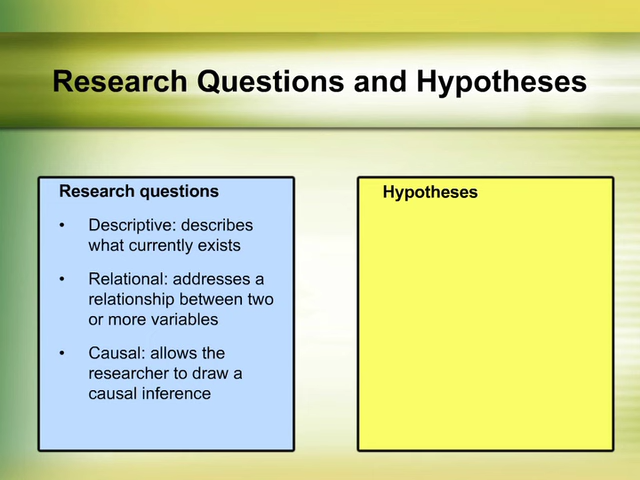 Research Questions and Hypotheses
Research questions
• Descriptive: describes
what currently exists
• Relational: addresses a
relationship between two
or more variables
• Causal: allows the
researcher to draw a
causal inference
Hypotheses